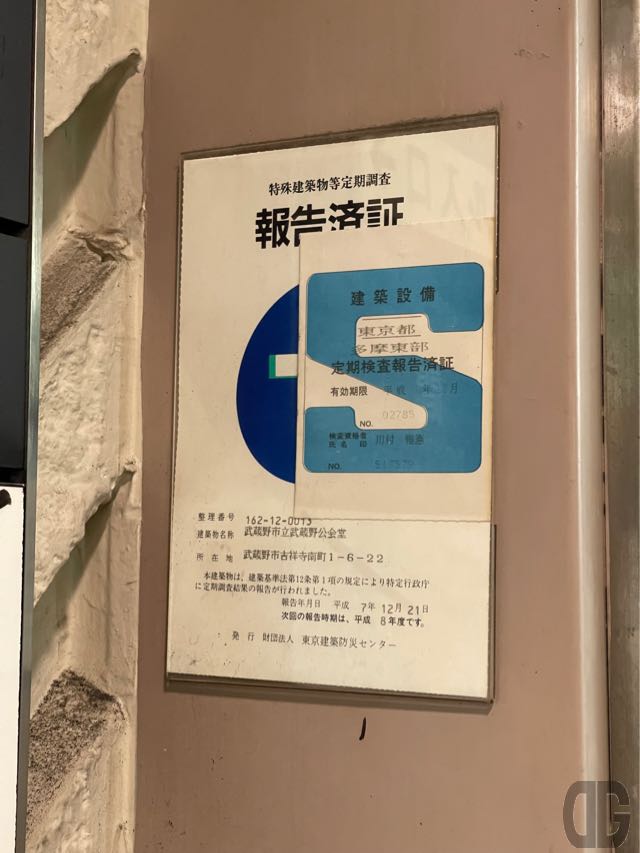 特殊建築物等定期調査
報告済証
建築設備
東京都
多摩東部
定期検査報告済証
有効期限 平成 年 月
NO. 02785
検査資格者
氏名 印 川村
NO.
整理番号 162-12-0013
建築物名称 武蔵野市立武蔵野公会堂
所在地 武蔵野市吉祥寺南町1-6-22
本建築物は、建築基準法第12条第1項の規定により特定行政庁
に定期調査結果の報告が行われました。
報告年月日 平成 7年 12月 21日
次回の報告時期は、平成 8年度です。
発行 財団法人 東京建築防災センター
DG